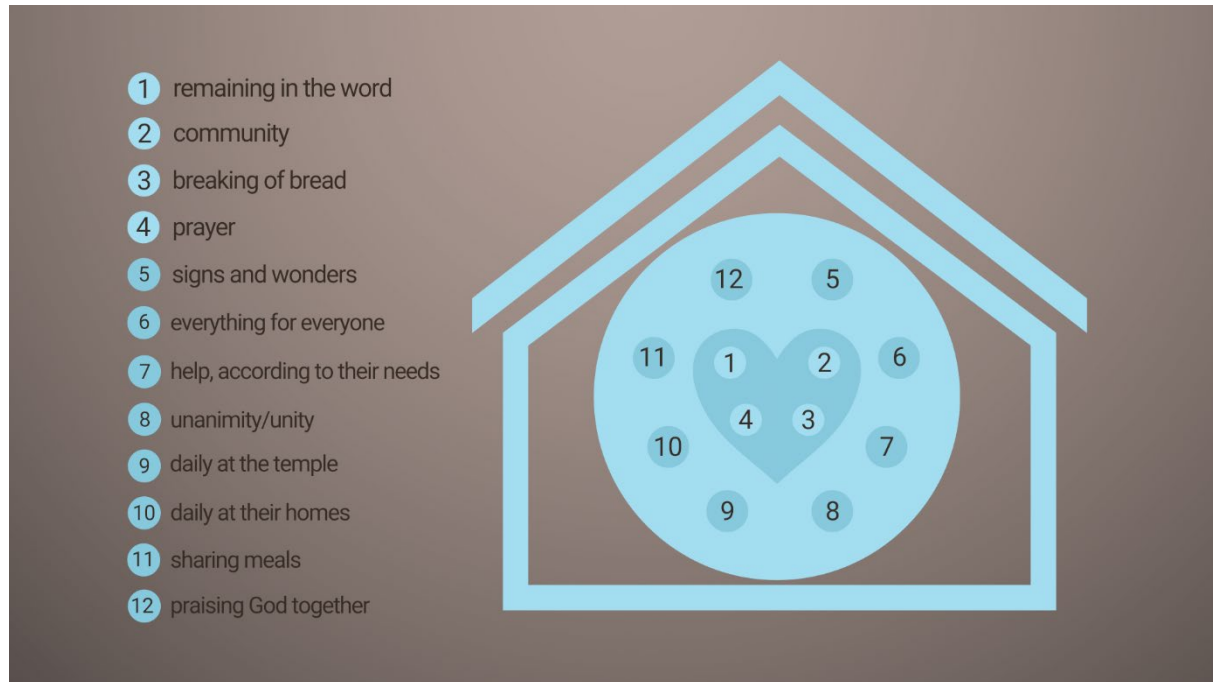 1 remaining in the word
2 community
3 breaking of bread
4 prayer
5 signs and wonders
6 everything for everyone
7 help, according to their needs
8 unanimity/unity
9 daily at the temple
10 daily at their homes
11 sharing meals
12 praising God together
12 5
11 1 2 6
4 3
10 7
9 8